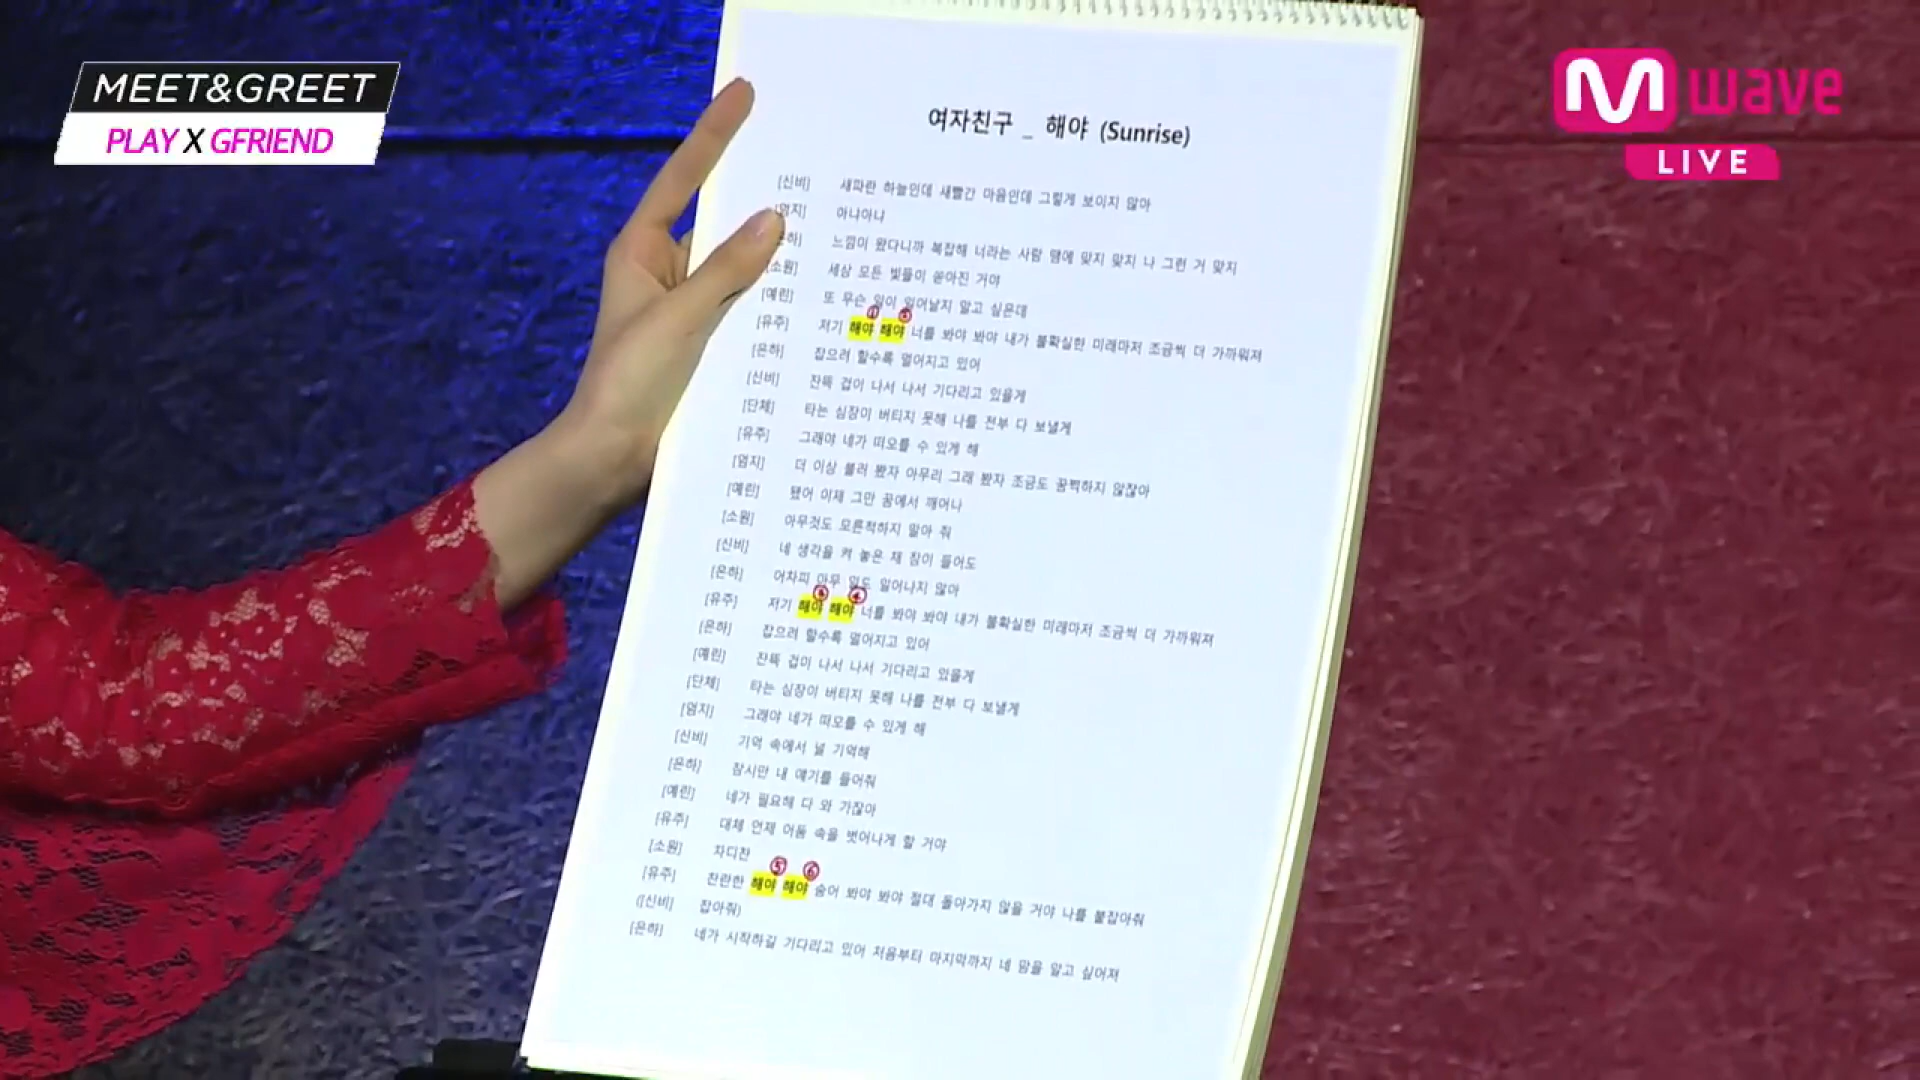 MEET&GREET
PLAY X GFRIEND
M wave
LIVE
여자친구 _ 해야 (Sunrise)
[신비] 새파란 하늘인데 새빨간 마음인데 그렇게 보이지 않아
[엄지] 아냐아냐
[은하] 느낌이 왔다니까 복잡해 너라는 사람 땜에 맞지 맞지 나 그런 거 맞지
[소원] 세상 모든 빛들이 쏟아진 거야
[예린] 또 무슨 일이 일어날지 알고 싶은데
① ②
[유주] 저기 해야 해야 너를 봐야 봐야 내가 불확실한 미래마저 조금씩 더 가까워져
[은하] 잡으려 할수록 멀어지고 있어
[신비] 잔뜩 겁이 나서 나서 기다리고 있을게
[단체] 타는 심장이 버티지 못해 나를 전부 다 보낼게
[유주] 그래야 네가 떠오를 수 있게 해
[엄지] 더 이상 불러 봤자 아무리 그래 봤자 조금도 꿈쩍하지 않잖아
[예린] 됐어 이제 그만 꿈에서 깨어나
[소원] 아무것도 모른척하지 말아 줘
[신비] 네 생각을 켜 놓은 채 잠이 들어도
[은하] 어차피 아무 일도 일어나지 않아
③ ④
[유주] 저기 해야 해야 너를 봐야 봐야 내가 불확실한 미래마저 조금씩 더 가까워져
[은하] 잡으려 할수록 멀어지고 있어
[예린] 잔뜩 겁이 나서 나서 기다리고 있을게
[단체] 타는 심장이 버티지 못해 나를 전부 다 보낼게
[엄지] 그래야 네가 떠오를 수 있게 해
[신비] 기억 속에서 널 기억해
[은하] 잠시만 내 얘기를 들어줘
[예린] 네가 필요해 다 와 가잖아
[유주] 대체 언제 어둠 속을 벗어나게 할 거야
[소원] 차디찬
⑤ ⑥
[유주] 찬란한 해야 해야 숨어 봐야 봐야 절대 돌아가지 않을 거야 나를 붙잡아줘
([신비] 잡아줘)
[은하] 네가 시작하길 기다리고 있어 처음부터 마지막까지 네 맘을 알고 싶어져